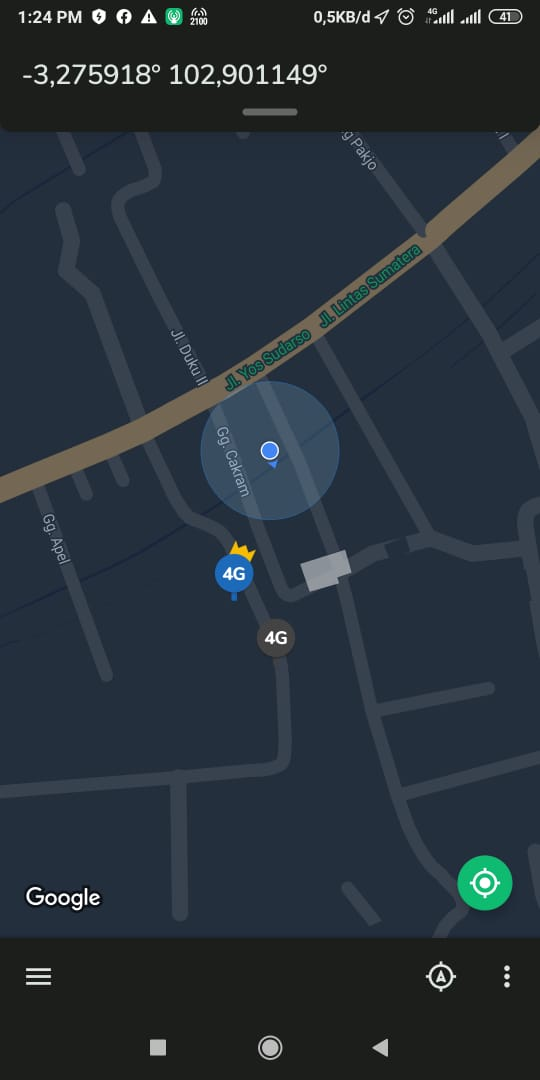 1:24 PM 2100 0,5KB/d 4G 41
-3,275918° 102,901149°
g Pakjo
Jl. Lintas Sumatera
Jl. Yos Sudarso
Jl. Duku II
Gg. Cakram
Gg. Apel
4G
4G
Google